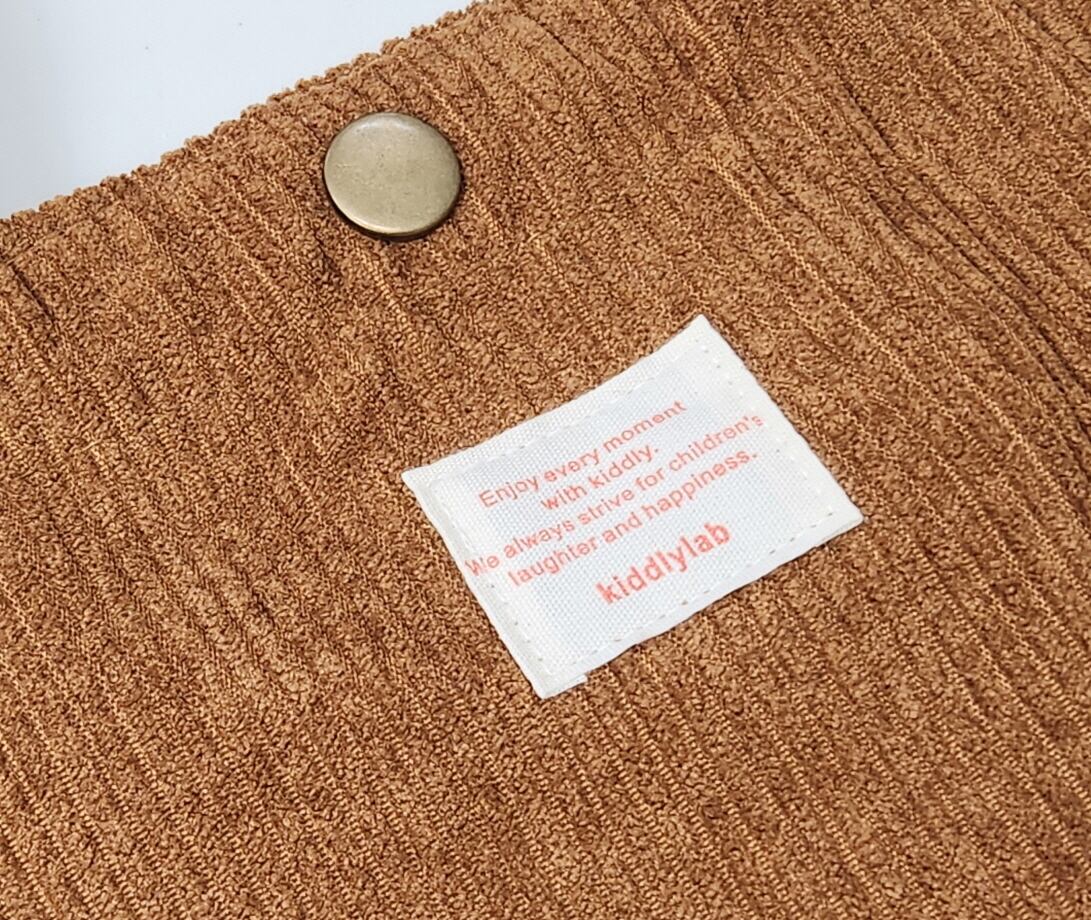 Enjoy every moment
with kiddly.
We always strive for children's
laughter and happiness.
kiddlylab